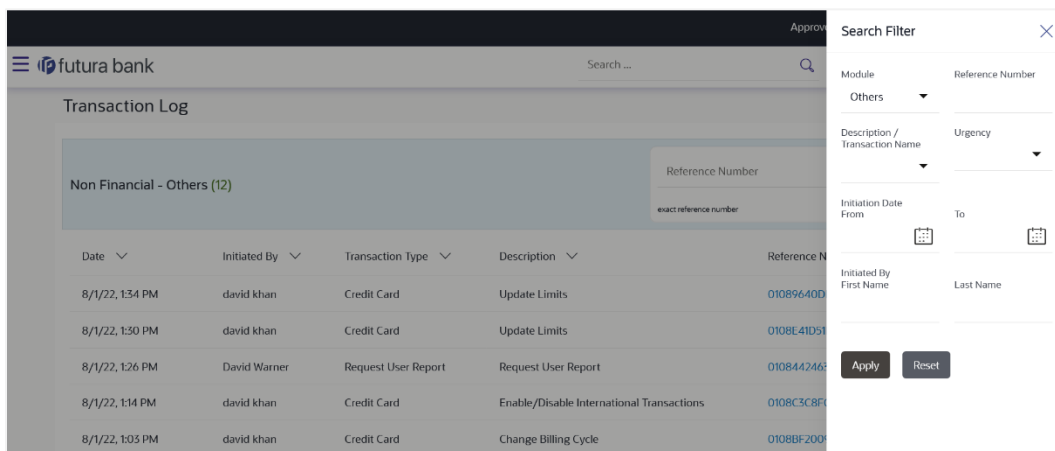 Approve
Search Filter
futura bank
Search ...
Module
Reference Number
Others
Transaction Log
Description /
Transaction Name
Urgency
Non Financial - Others (12)
Reference Number
exact reference number
Initiation Date
From
To
Date
Initiated By
Transaction Type
Description
Reference N
Initiated By
First Name
Last Name
8/1/22, 1:34 PM
david khan
Credit Card
Update Limits
01089640D
8/1/22, 1:30 PM
david khan
Credit Card
Update Limits
0108E41D51
Apply
Reset
8/1/22, 1:26 PM
David Warner
Request User Report
Request User Report
010844246
8/1/22, 1:14 PM
david khan
Credit Card
Enable/Disable International Transactions
0108C3C8F
8/1/22, 1:03 PM
david khan
Credit Card
Change Billing Cycle
0108BF200